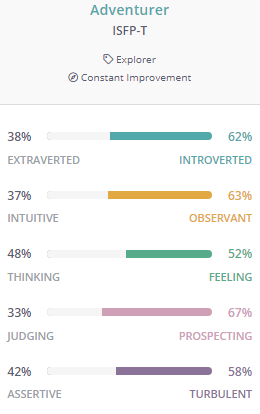 Adventurer
ISFP-T
Explorer
Constant Improvement
38% 62%
EXTRAVERTED INTROVERTED
37% 63%
INTUITIVE OBSERVANT
48% 52%
THINKING FEELING
33% 67%
JUDGING PROSPECTING
42% 58%
ASSERTIVE TURBULENT